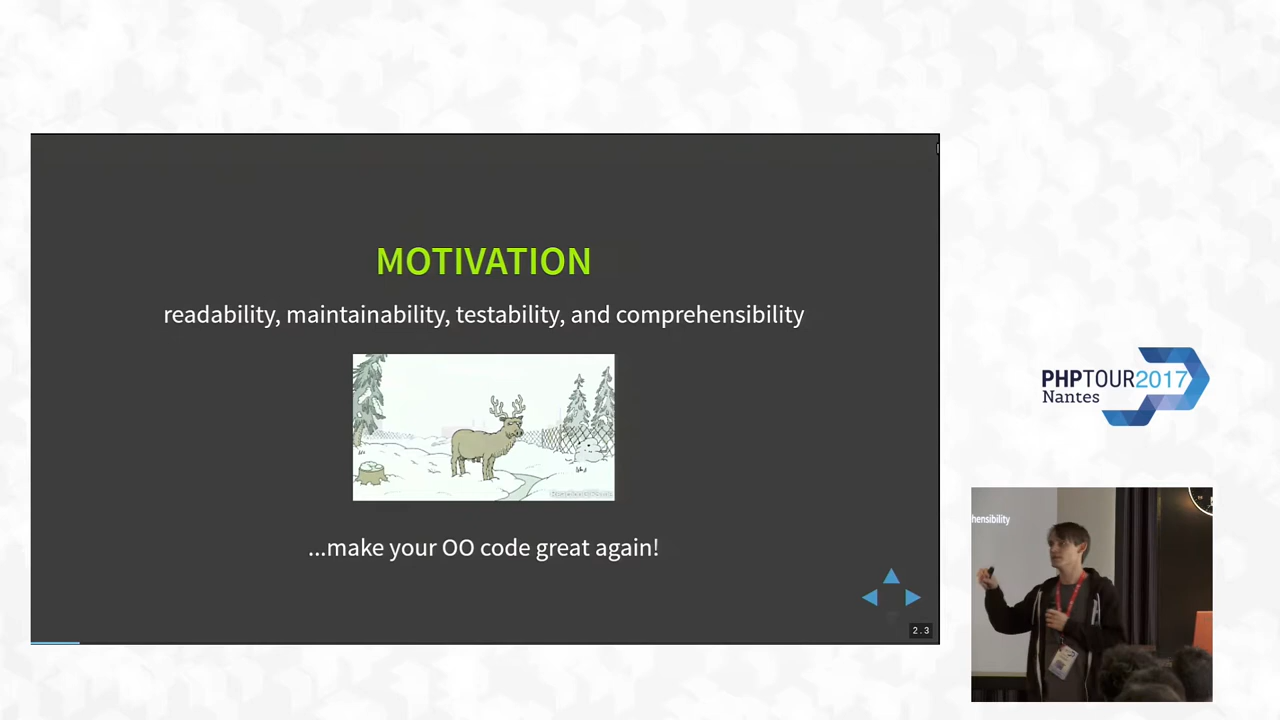 MOTIVATION
readability, maintainability, testability, and comprehensibility
...make your OO code great again!
2.3
PHPTOUR2017
Nantes
hensibility